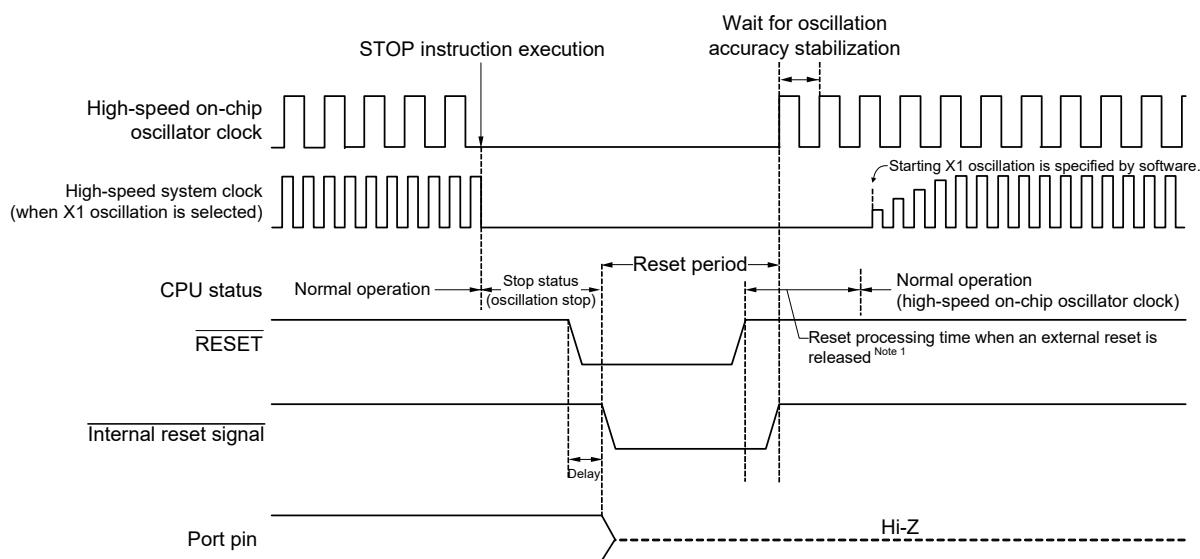 Wait for oscillation
accuracy stabilization
STOP instruction execution
High-speed on-chip
oscillator clock
Starting X1 oscillation is specified by software.
High-speed system clock
(when X1 oscillation is selected)
Reset period
CPU status
Normal operation
Stop status
(oscillation stop)
Normal operation
(high-speed on-chip oscillator clock)
RESET
Reset processing time when an external reset is
released Note 1
Internal reset signal
Delay
Port pin
Hi-Z